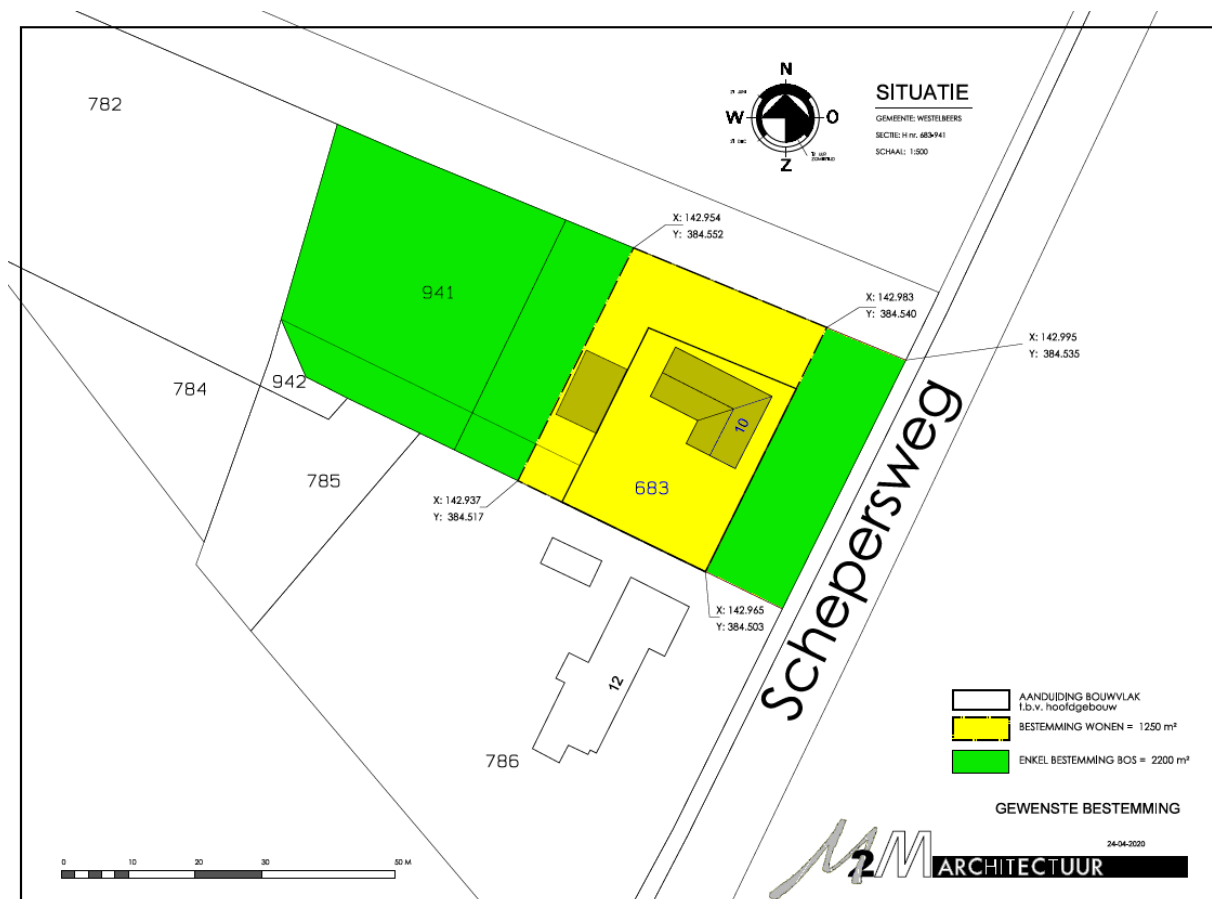 782
N
W
O
Z
SITUATIE
GEMEENTE: WESTELBEERS
SECTIE: H nr. 683+941
SCHAAL: 1:500
X: 142.954
Y: 384.552
941
X: 142.983
Y: 384.540
X: 142.995
Y: 384.535
784
942
10
785
683
X: 142.937
Y: 384.517
Schepersweg
X: 142.965
Y: 384.503
12
786
AANDUIDING BOUWVLAK
t.b.v. hoofdgebouw
BESTEMMING WONEN = 1250 m²
ENKEL BESTEMMING BOS = 2200 m²
GEWENSTE BESTEMMING
24-04-2020
0 10 20 30 50 M
M2M ARCHITECTUUR